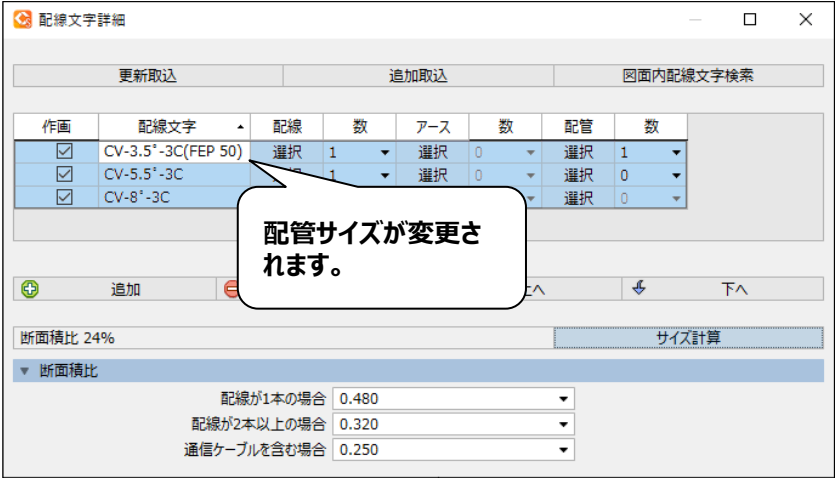 配線文字詳細
更新取込 追加取込 図面内配線文字検索
作画 配線文字 配線 数 アース 数 配管 数
CV-3.5°-3C(FEP 50) 選択 1 選択 0 選択 1
CV-5.5°-3C 1 選択 0 選択 0
CV-8°-3C 選択 0
配管サイズが変更さ
れます。
追加 下へ
断面積比 24% サイズ計算
断面積比
配線が1本の場合 0.480
配線が2本以上の場合 0.320
通信ケーブルを含む場合 0.250